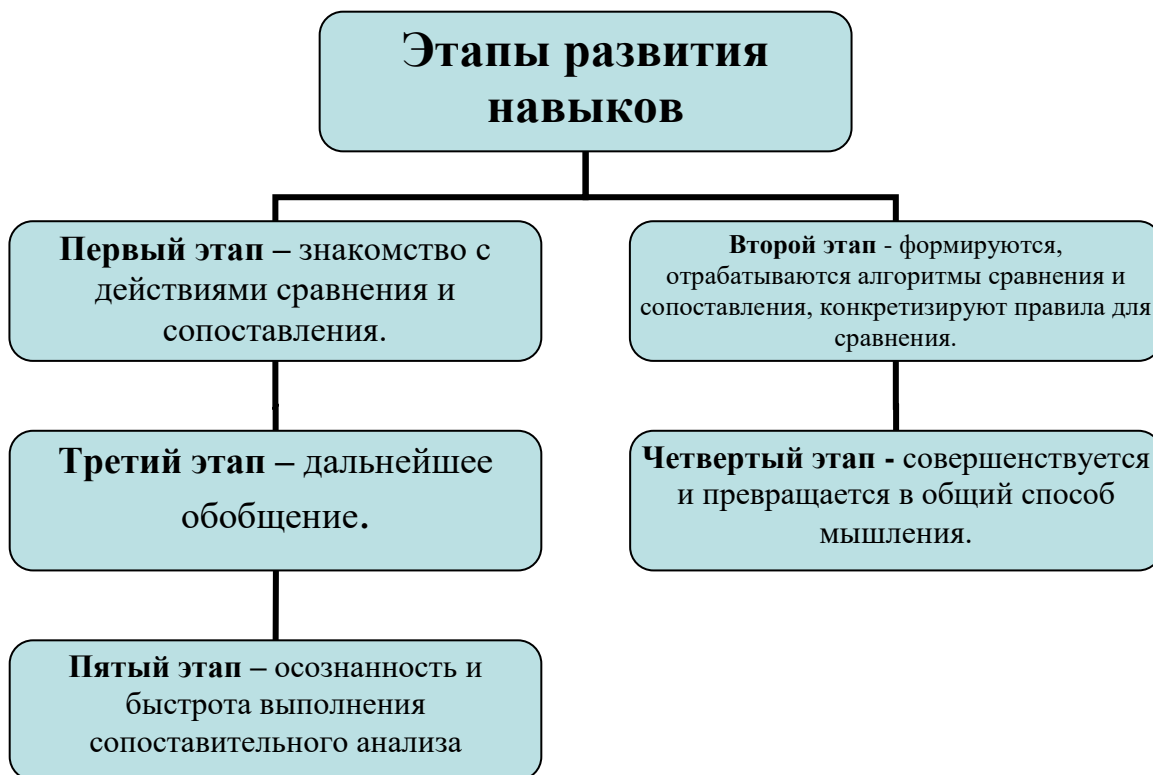 Этапы развития
навыков
Первый этап – знакомство с
действиями сравнения и
сопоставления.
Второй этап - формируются,
отрабатываются алгоритмы сравнения и
сопоставления, конкретизируют правила для
сравнения.
Третий этап – дальнейшее
обобщение.
Четвертый этап - совершенствуется
и превращается в общий способ
мышления.
Пятый этап – осознанность и
быстрота выполнения
сопоставительного анализа